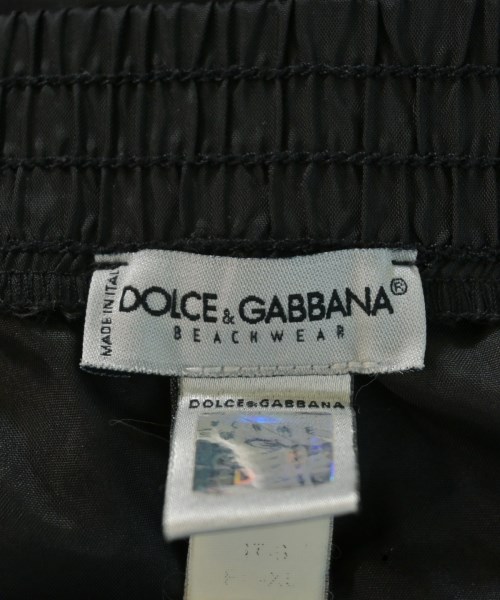 MADE IN ITALY
DOLCE & GABBANA®
BEACHWEAR
DOLCE & GABBANA